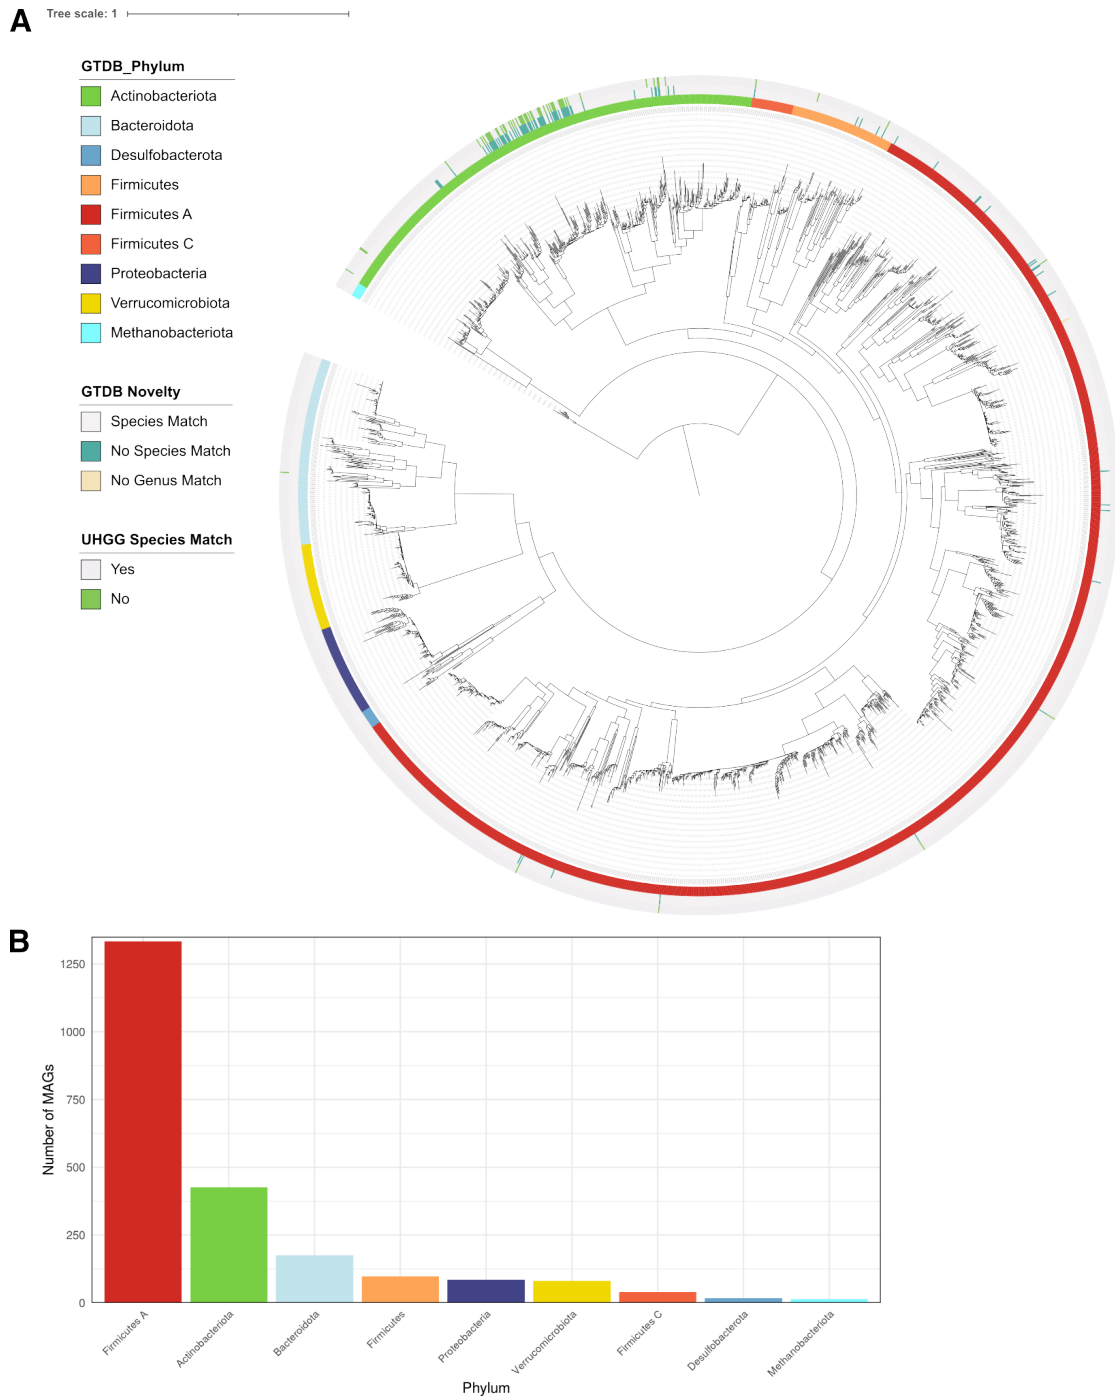 A
Tree scale: 1
GTDB_Phylum
Actinobacteriota
Bacteroidota
Desulfobacterota
Firmicutes
Firmicutes A
Firmicutes C
Proteobacteria
Verrucomicrobiota
Methanobacteriota
GTDB Novelty
Species Match
No Species Match
No Genus Match
UHGG Species Match
Yes
No
B
1250
1000
750
500
250
0
Number of MAGs
Firmicutes A
Actinobacteriota
Bacteroidota
Firmicutes
Proteobacteria
Verrucomicrobiota
Firmicutes C
Desulfobacterota
Methanobacteriota
Phylum